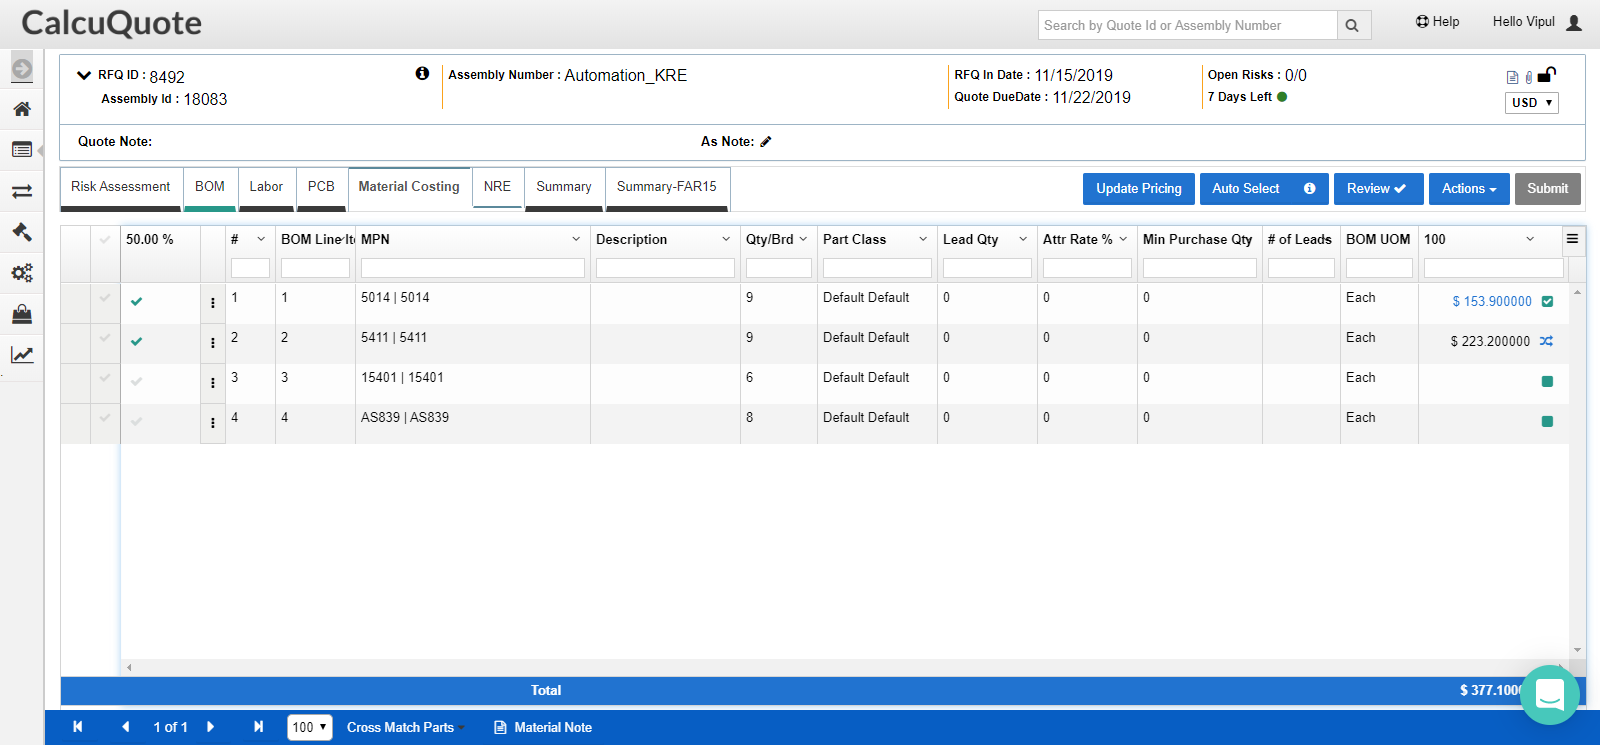 CalcuQuote
Search by Quote Id or Assembly Number
Help
Hello Vipul
RFQ ID : 8492
Assembly Number : Automation_KRE
RFQ In Date : 11/15/2019
Open Risks : 0/0
Assembly Id : 18083
Quote DueDate : 11/22/2019
7 Days Left
USD
Quote Note:
As Note:
Risk Assessment BOM Labor PCB Material Costing NRE Summary Summary-FAR15
Update Pricing Auto Select Review Actions Submit
50.00 % # BOM Line Ite MPN Description Qty/Brd Part Class Lead Qty Attr Rate % Min Purchase Qty # of Leads BOM UOM 100
1 1 5014 | 5014 9 Default Default 0 0 0 Each $ 153.900000
2 2 5411 | 5411 9 Default Default 0 0 0 Each $ 223.200000
3 3 15401 | 15401 6 Default Default 0 0 0 Each
4 4 AS839 | AS839 8 Default Default 0 0 0 Each
Total $ 377.100
1 of 1 100 Cross Match Parts Material Note